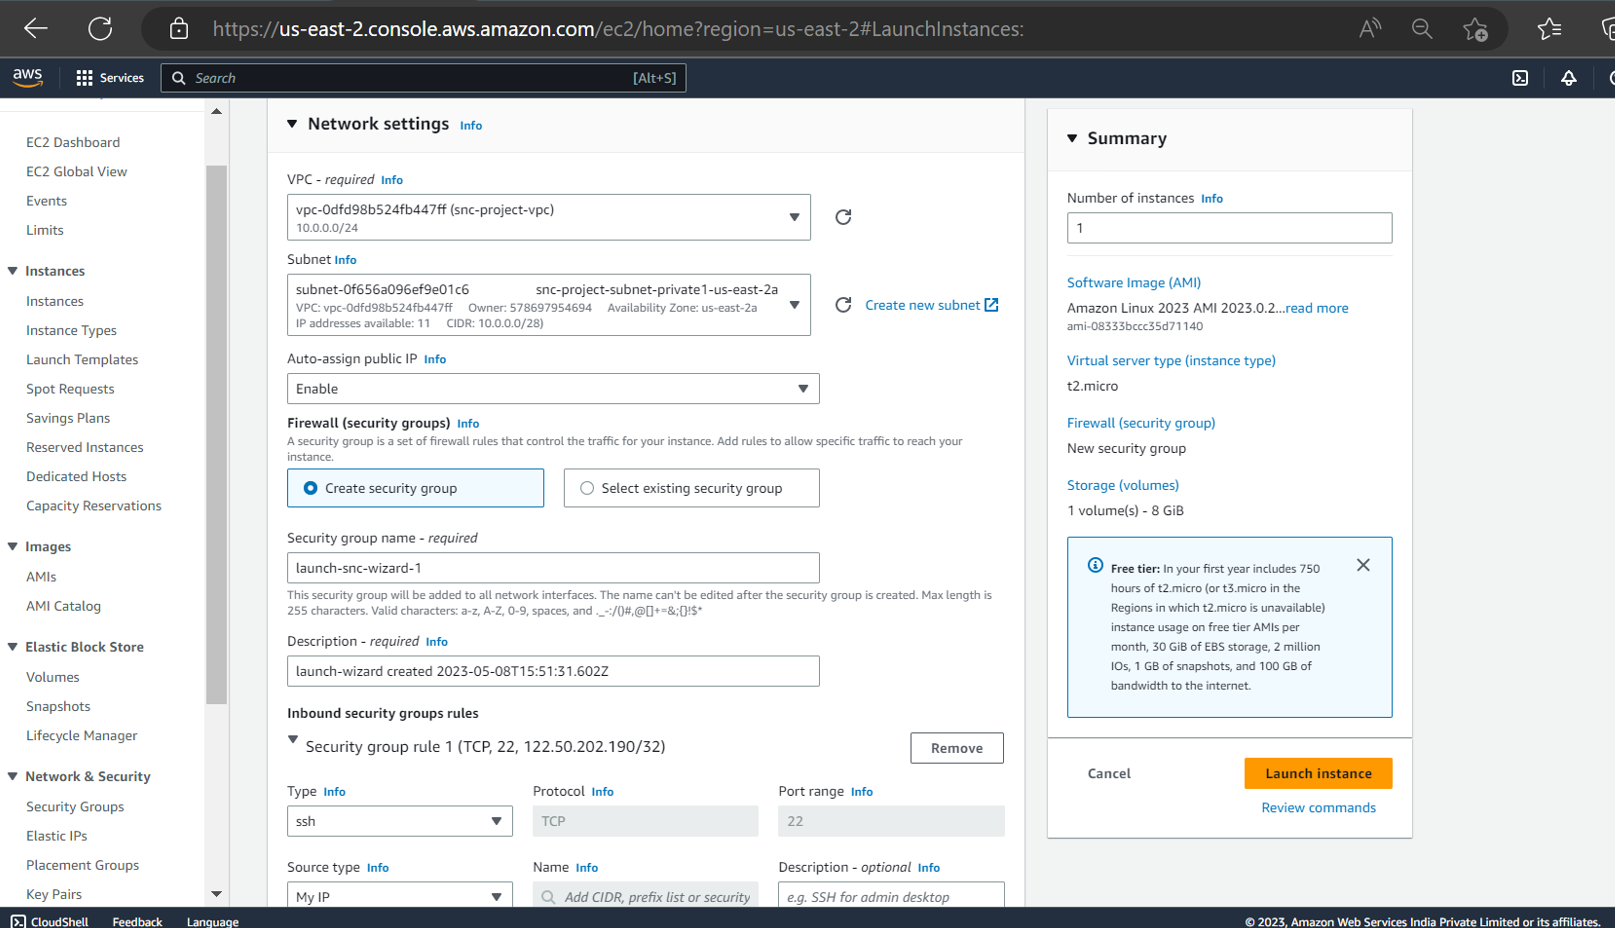 https://us-east-2.console.aws.amazon.com/ec2/home?region=us-east-2#LaunchInstances:
aws
Services
Search
[Alt+S]
EC2 Dashboard
EC2 Global View
Events
Limits
Instances
Instances
Instance Types
Launch Templates
Spot Requests
Savings Plans
Reserved Instances
Dedicated Hosts
Capacity Reservations
Images
AMIs
AMI Catalog
Elastic Block Store
Volumes
Snapshots
Lifecycle Manager
Network & Security
Security Groups
Elastic IPs
Placement Groups
Key Pairs
Network settings Info
VPC - required Info
vpc-0dfd98b524fb447ff (snc-project-vpc)
10.0.0.0/24
Subnet Info
subnet-0f656a096ef9e01c6 snc-project-subnet-private1-us-east-2a
VPC: vpc-0dfd98b524fb447ff Owner: 578697954694 Availability Zone: us-east-2a
IP addresses available: 11 CIDR: 10.0.0.0/28)
Create new subnet
Auto-assign public IP Info
Enable
Firewall (security groups) Info
A security group is a set of firewall rules that control the traffic for your instance. Add rules to allow specific traffic to reach your
instance.
Create security group
Select existing security group
Security group name - required
launch-snc-wizard-1
This security group will be added to all network interfaces. The name can't be edited after the security group is created. Max length is
255 characters. Valid characters: a-z, A-Z, 0-9, spaces, and ._-:/()#,@[]+=&;{}!$*
Description - required Info
launch-wizard created 2023-05-08T15:51:31.602Z
Inbound security groups rules
Security group rule 1 (TCP, 22, 122.50.202.190/32)
Remove
Type Info
Protocol Info
Port range Info
ssh
TCP
22
Source type Info
Name Info
Description - optional Info
My IP
Add CIDR, prefix list or security
e.g. SSH for admin desktop
Summary
Number of instances Info
1
Software Image (AMI)
Amazon Linux 2023 AMI 2023.0.2...read more
ami-08333bccc35d71140
Virtual server type (instance type)
t2.micro
Firewall (security group)
New security group
Storage (volumes)
1 volume(s) - 8 GiB
Free tier: In your first year includes 750
hours of t2.micro (or t3.micro in the
Regions in which t2.micro is unavailable)
instance usage on free tier AMIs per
month, 30 GiB of EBS storage, 2 million
IOs, 1 GB of snapshots, and 100 GB of
bandwidth to the internet.
Cancel
Launch instance
Review commands
CloudShell
Feedback
Language
© 2023, Amazon Web Services India Private Limited or its affiliates.